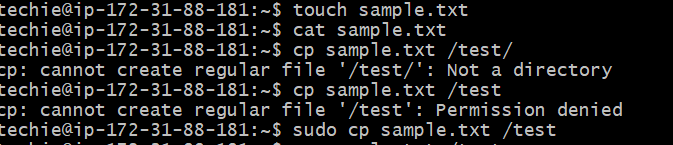 techie@ip-172-31-88-181:~$ touch sample.txt
techie@ip-172-31-88-181:~$ cat sample.txt
techie@ip-172-31-88-181:~$ cp sample.txt /test/
cp: cannot create regular file '/test/': Not a directory
techie@ip-172-31-88-181:~$ cp sample.txt /test
cp: cannot create regular file '/test': Permission denied
techie@ip-172-31-88-181:~$ sudo cp sample.txt /test